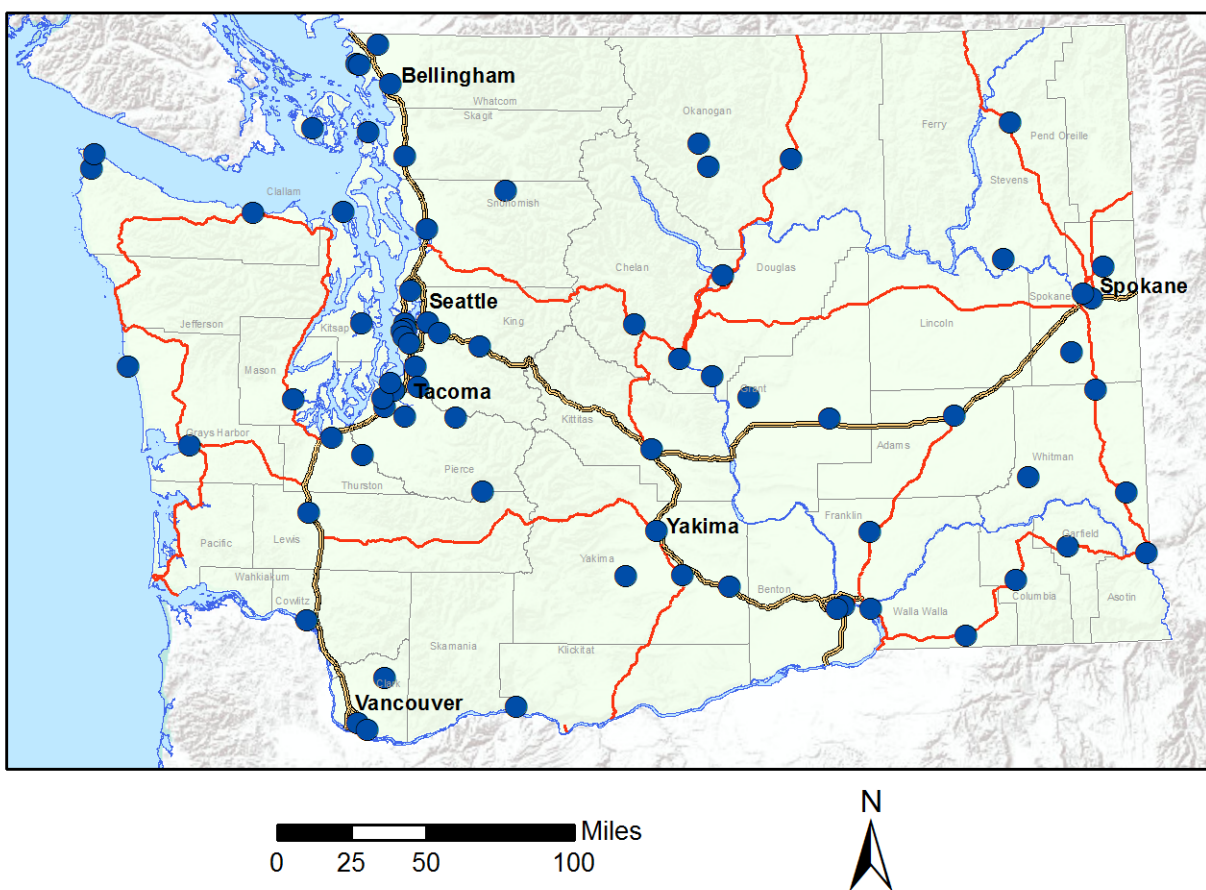 Bellingham
Whatcom
Skagit
Okanogan
Ferry
Pend Oreille
Stevens
Clallam
Snohomish
Chelan
Douglas
Spokane
Spokane
Seattle
King
Lincoln
Jefferson
Kitsap
Mason
Tacoma
Grant
Kittitas
Grays Harbor
Adams
Whitman
Pierce
Thurston
Franklin
Yakima
Pacific
Lewis
Yakima
Garfield
Wahkiakum
Benton
Cowlitz
Walla Walla
Columbia
Asotin
Skamania
Klickitat
Clark
Vancouver
N
Miles
0 25 50 100